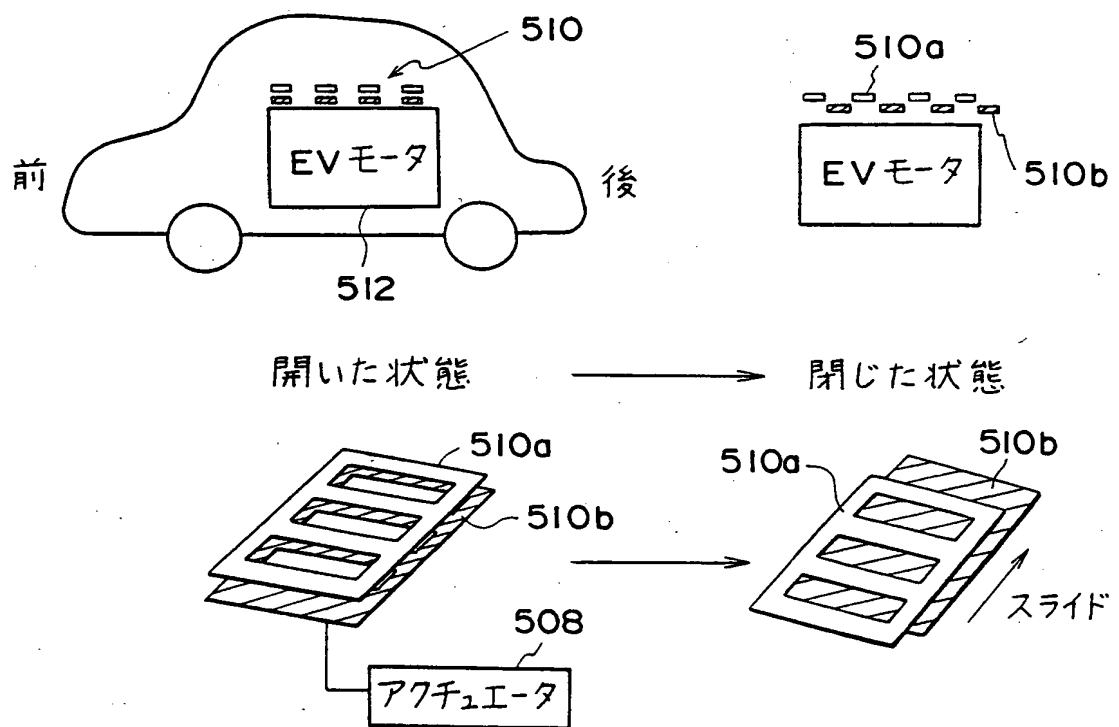 510
510a
510b
前
EVモータ
後
EVモータ
512
開いた状態
閉じた状態
510a
510b
510a
510b
スライド
508
アクチュエータ